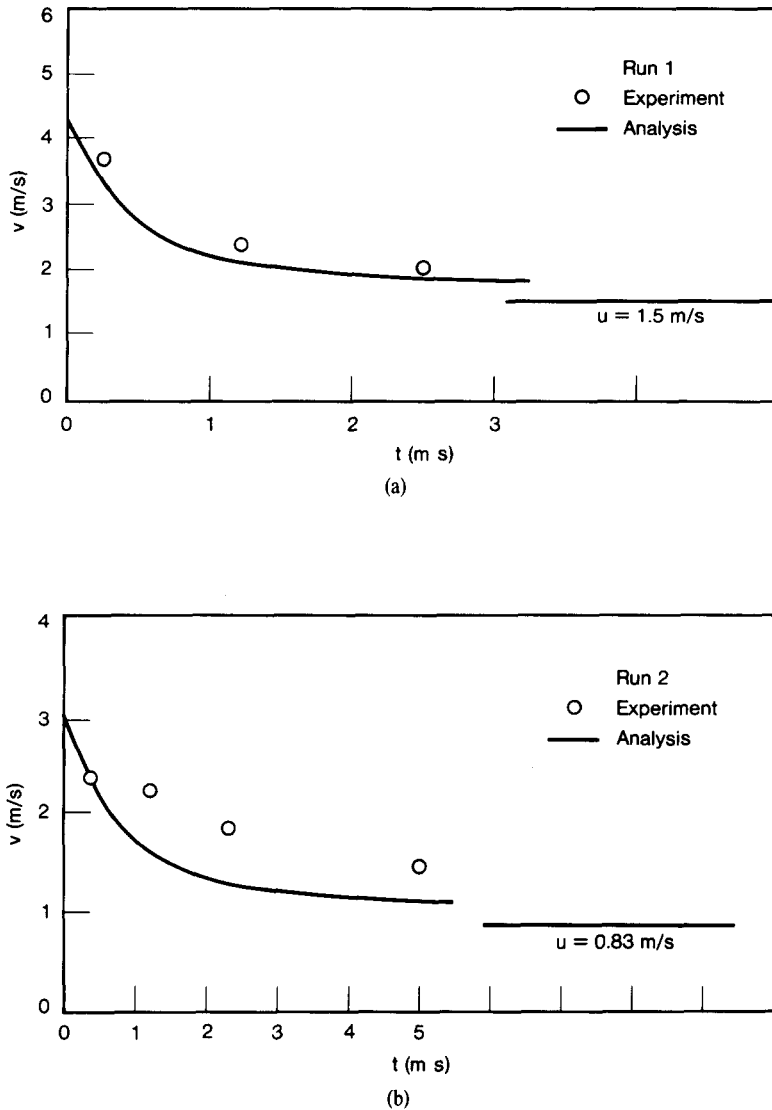 6
5
4
3
2
1
0
v (m/s)
Run 1
Experiment
Analysis
u = 1.5 m/s
0
1
2
3
t (m s)
(a)
4
3
2
1
0
v (m/s)
Run 2
Experiment
Analysis
u = 0.83 m/s
0
1
2
3
4
5
t (m s)
(b)